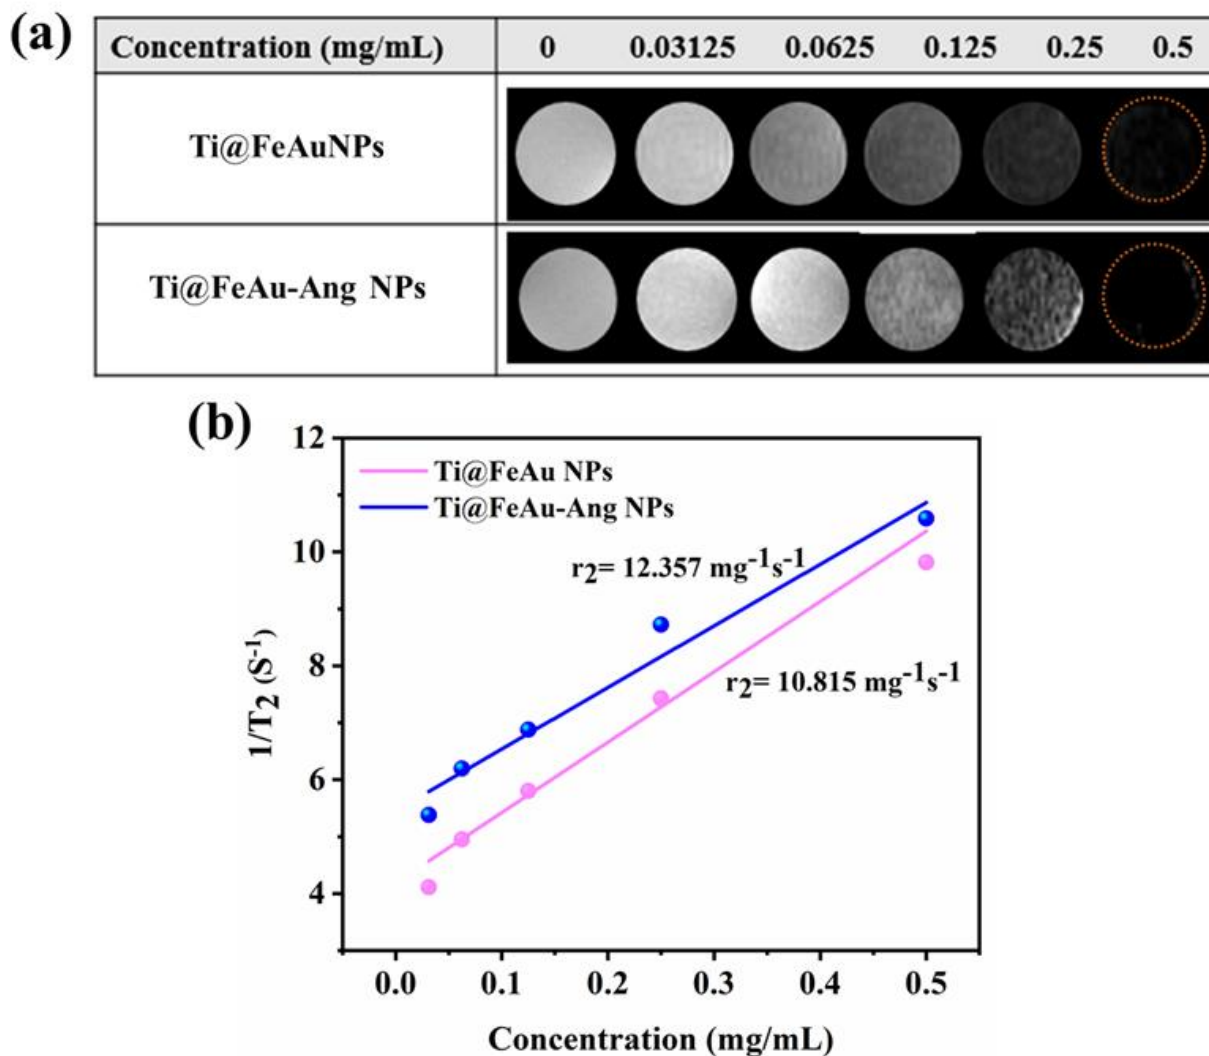 (a)
Concentration (mg/mL) 0 0.03125 0.0625 0.125 0.25 0.5
Ti@FeAuNPs
Ti@FeAu-Ang NPs
(b)
12
10
8
6
4
1/T2 (S-1)
Ti@FeAu NPs
Ti@FeAu-Ang NPs
r2= 12.357 mg-1s-1
r2= 10.815 mg-1s-1
0.0 0.1 0.2 0.3 0.4 0.5
Concentration (mg/mL)